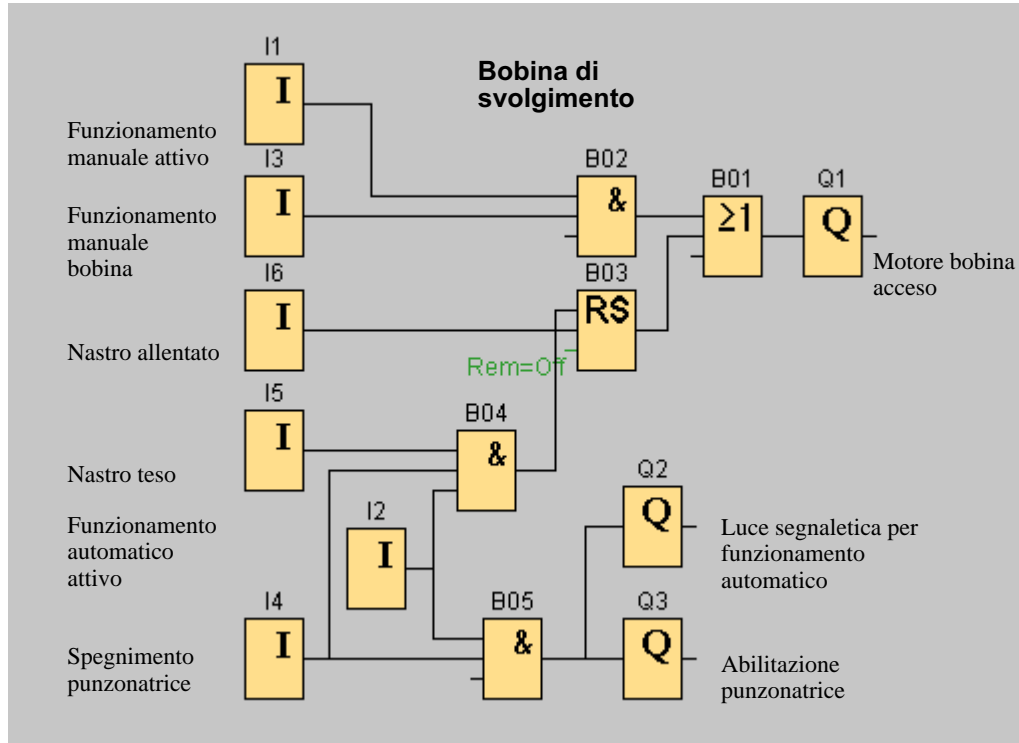 I1
I
Bobina di
svolgimento
Funzionamento
manuale attivo
I3
I
B02
&
B01
≥1
Q1
Q
Funzionamento
manuale
bobina
Motore bobina
acceso
I6
I
B03
RS
Nastro allentato
Rem=Off
I5
I
B04
&
Nastro teso
Q2
Q
Funzionamento
automatico
attivo
I2
I
Luce segnaletica per
funzionamento
automatico
I4
I
B05
&
Q3
Q
Spegnimento
punzonatrice
Abilitazione
punzonatrice